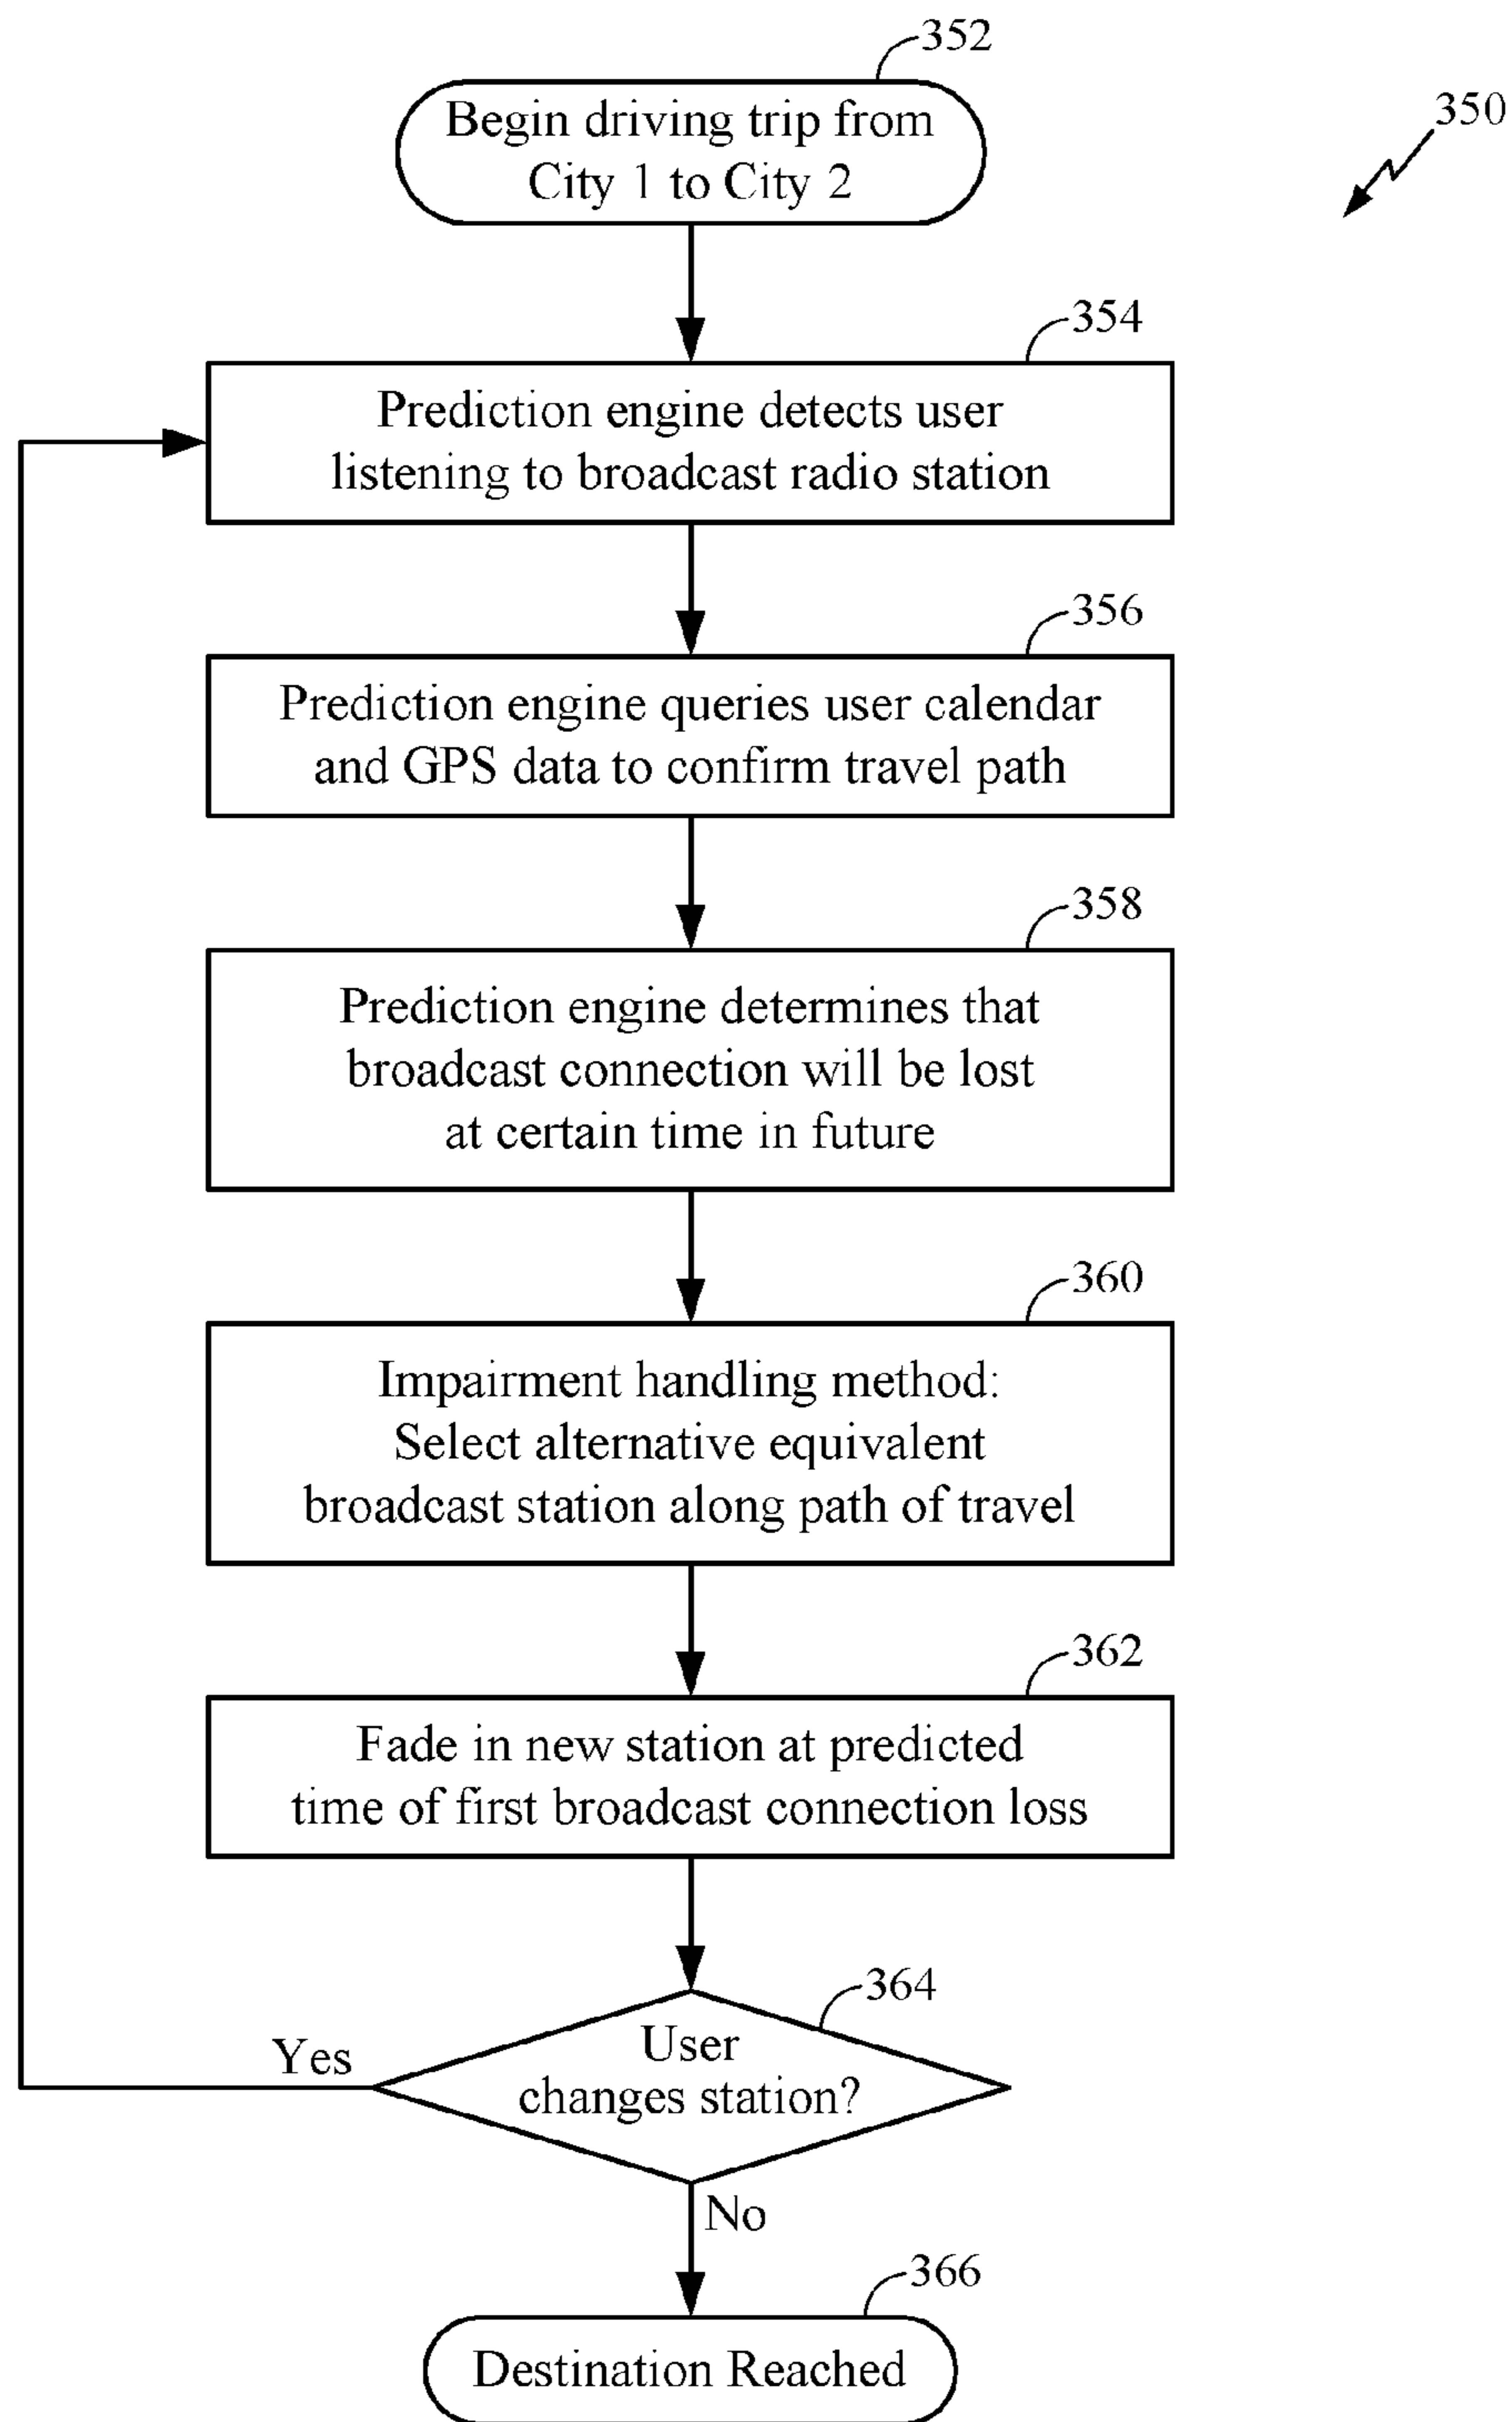 352
Begin driving trip from
City 1 to City 2
350
354
Prediction engine detects user
listening to broadcast radio station
356
Prediction engine queries user calendar
and GPS data to confirm travel path
358
Prediction engine determines that
broadcast connection will be lost
at certain time in future
360
Impairment handling method:
Select alternative equivalent
broadcast station along path of travel
362
Fade in new station at predicted
time of first broadcast connection loss
364
User
changes station?
Yes
No
366
Destination Reached